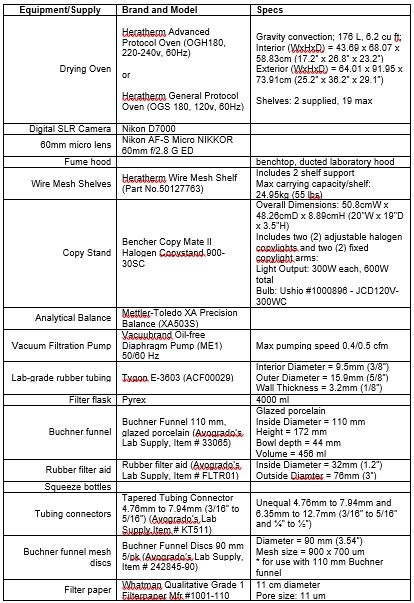 Equipment/Supply Brand and Model Specs
Drying Oven
Heratherm Advanced
Protocol Oven (OGH180,
220-240v, 60Hz)
or
Heratherm General Protocol
Oven (OGS 180, 120v, 60Hz)
Gravity convection; 176 L, 6.2 cu ft;
Interior (WxHxD) = 43.69 x 68.07 x
58.83cm (17.2" x 26.8" x 23.2")
Exterior (WxHxD) = 64.01 x 91.95 x
73.91cm (25.2" x 36.2" x 29.1")
Shelves: 2 supplied, 19 max
Digital SLR Camera Nikon D7000
60mm micro lens
Nikon AF-S Micro NIKKOR
60mm f/2.8 G ED
Fume hood benchtop, ducted laboratory hood
Wire Mesh Shelves
Heratherm Wire Mesh Shelf
(Part No.50127763)
Includes 2 shelf support
Max carrying capacity/shelf:
24.95kg (55 lbs)
Copy Stand
Bencher Copy Mate II
Halogen Copystand 900-
30SC
Overall Dimensions: 50.8cmW x
48.26cmD x 8.89cmH (20"W x 19"D
x 3.5"H)
Includes two (2) adjustable halogen
copylights and two (2) fixed
copylight arms:
Light Output: 300W each, 600W
total
Bulb: Ushio #1000896 - JCD120V-
300WC
Analytical Balance
Mettler-Toledo XA Precision
Balance (XA503S)
Vacuum Filtration Pump
Vacuubrand Oil-free
Diaphragm Pump (ME1)
50/60 Hz
Max pumping speed 0.4/0.5 cfm
Lab-grade rubber tubing
Tygon E-3603 (ACF00029)
Interior Diameter = 9.5mm (3/8")
Outer Diameter = 15.9mm (5/8")
Wall Thickness = 3.2mm (1/8")
Filter flask Pyrex 4000 ml
Buchner funnel
Buchner Funnel 110 mm,
glazed porcelain (Avogrado's
Lab Supply, Item # 33065)
Glazed porcelain
Inside Diameter = 110 mm
Height = 172 mm
Bowl depth = 44 mm
Volume = 456 ml
Rubber filter aid
Rubber filter aid (Avogrado's
Lab Supply, Item # FLTR01)
Inside Diameter = 32mm (1.2")
Outside Diamter = 76mm (3")
Squeeze bottles
Tubing connectors
Tapered Tubing Connector
4.76mm to 7.94mm (3/16" to
5/16") (Avogrado's Lab
Supply,Item # KT511)
Unequal 4.76mm to 7.94mm and
6.35mm to 12.7mm (3/16" to 5/16"
and ¼" to ½")
Buchner funnel mesh
discs
Buchner Funnel Discs 90 mm
5/pk (Avogrado's Lab Supply,
Item # 242845-90)
Diameter = 90 mm (3.54")
Mesh size = 900 x 700 um
* for use with 110 mm Buchner
funnel
Filter paper
Whatman Qualitative Grade 1
Filterpaper Mfr.#1001-110
11 cm diameter
Pore size: 11 um